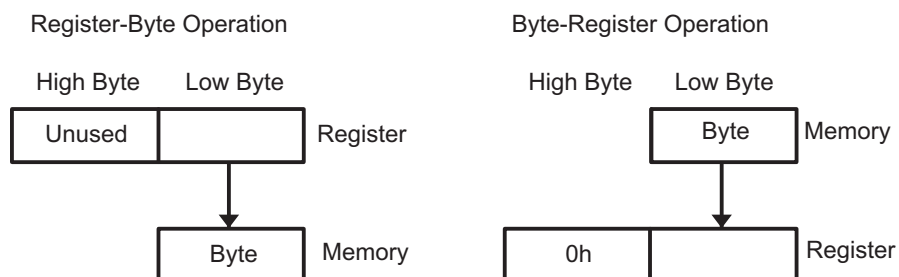 Register-Byte Operation
High Byte Low Byte
Unused Register
Byte Memory
Byte-Register Operation
High Byte Low Byte
Byte Memory
0h Register